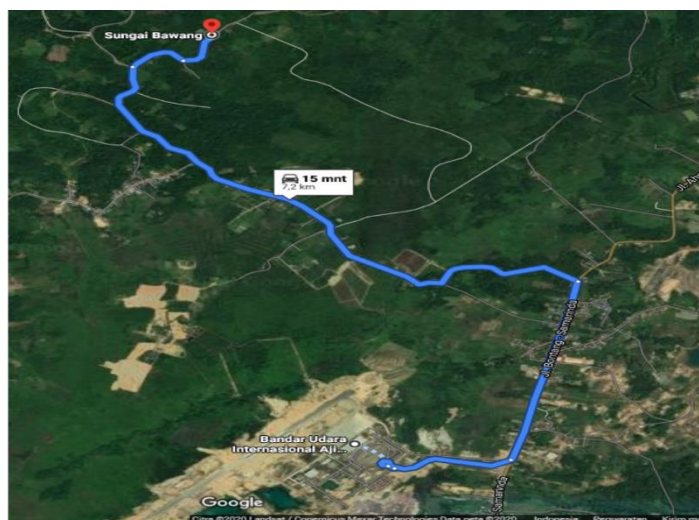 Sungai Bawang
15 mnt
7,2 km
Jl. Bontang - Samarinda
Bandar Udara
Internasional Aji...
Samarinda
Google